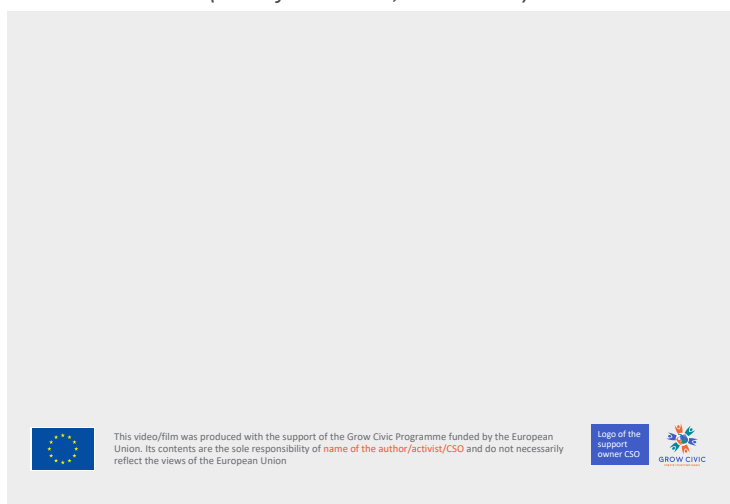 This video/film was produced with the support of the Grow Civic Programme funded by the European
Union. Its contents are the sole responsibility of name of the author/activist/CSO and do not necessarily
reflect the views of the European Union
Logo of the
support
owner CSO
GROW CIVIC